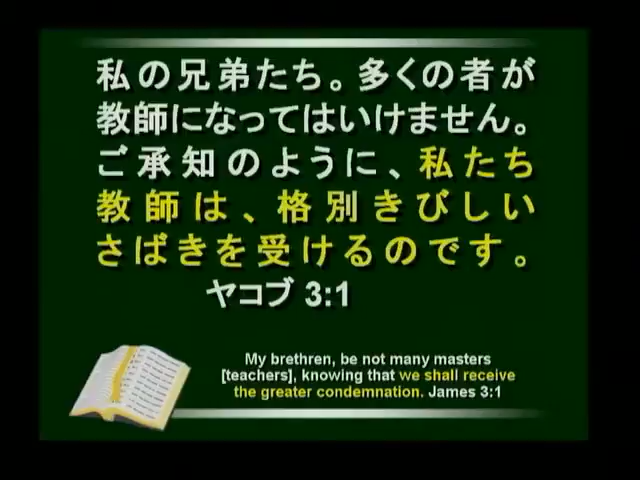 私の兄弟たち。多くの者が
教師になってはいけません。
ご承知のように、私たち
教師は、格別きびしい
さばきを受けるのです。
ヤコブ 3:1
My brethren, be not many masters
[teachers], knowing that we shall receive
the greater condemnation. James 3:1